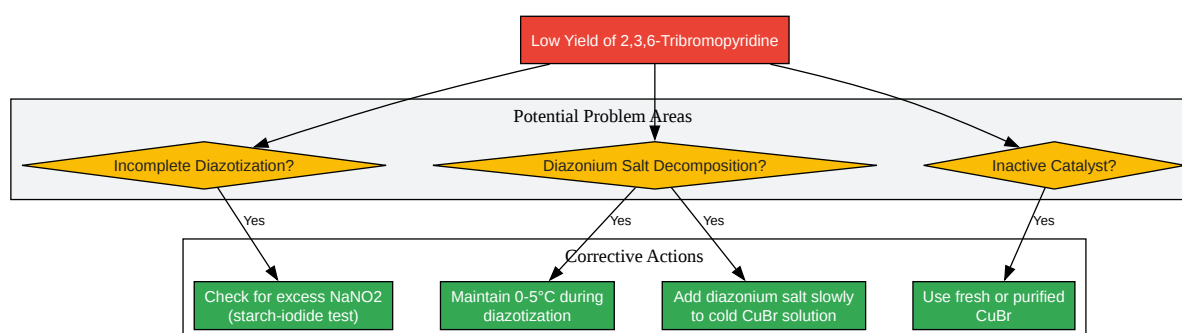 Low Yield of 2,3,6-Tribromopyridine
Potential Problem Areas
Incomplete Diazotization?
Diazonium Salt Decomposition?
Inactive Catalyst?
Yes
Yes
Yes
Yes
Corrective Actions
Check for excess NaNO2
(starch-iodide test)
Maintain 0-5°C during
diazotization
Add diazonium salt slowly
to cold CuBr solution
Use fresh or purified
CuBr